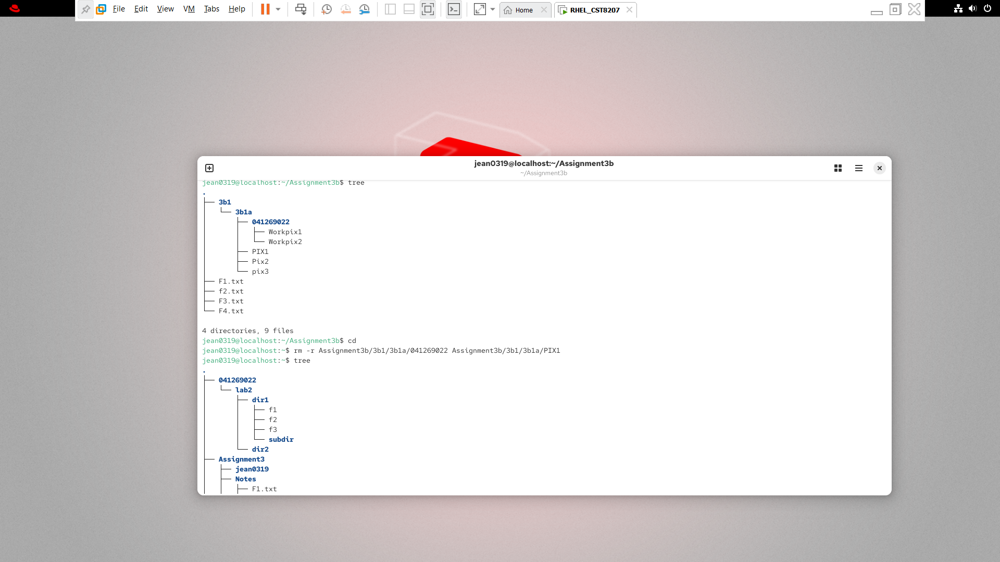 File Edit View VM Tabs Help Home RHEL_CST8207
jean0319@localhost:~/Assignment3b
~/Assignment3b
jean0319@localhost:~/Assignment3b$ tree
.
├── 3b1
│   └── 3b1a
│       ├── 041269022
│       │   ├── Workpix1
│       │   └── Workpix2
│       ├── PIX1
│       ├── Pix2
│       └── pix3
├── F1.txt
├── f2.txt
├── F3.txt
└── F4.txt
4 directories, 9 files
jean0319@localhost:~/Assignment3b$ cd
jean0319@localhost:~$ rm -r Assignment3b/3b1/3b1a/041269022 Assignment3b/3b1/3b1a/PIX1
jean0319@localhost:~$ tree
.
├── 041269022
│   └── lab2
│       ├── dir1
│       │   ├── f1
│       │   ├── f2
│       │   ├── f3
│       │   └── subdir
│       └── dir2
├── Assignment3
│   ├── jean0319
│   ├── Notes
│   │   ├── F1.txt